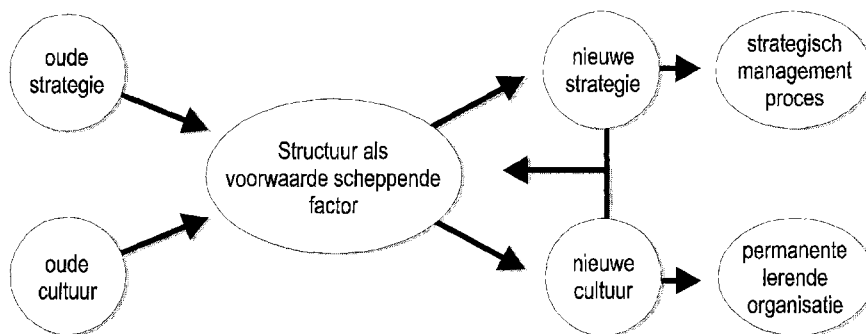 oude
strategie
nieuwe
strategie
strategisch
management
proces
Structuur als
voorwaarde scheppende
factor
oude
cultuur
nieuwe
cultuur
permanente
lerende
organisatie